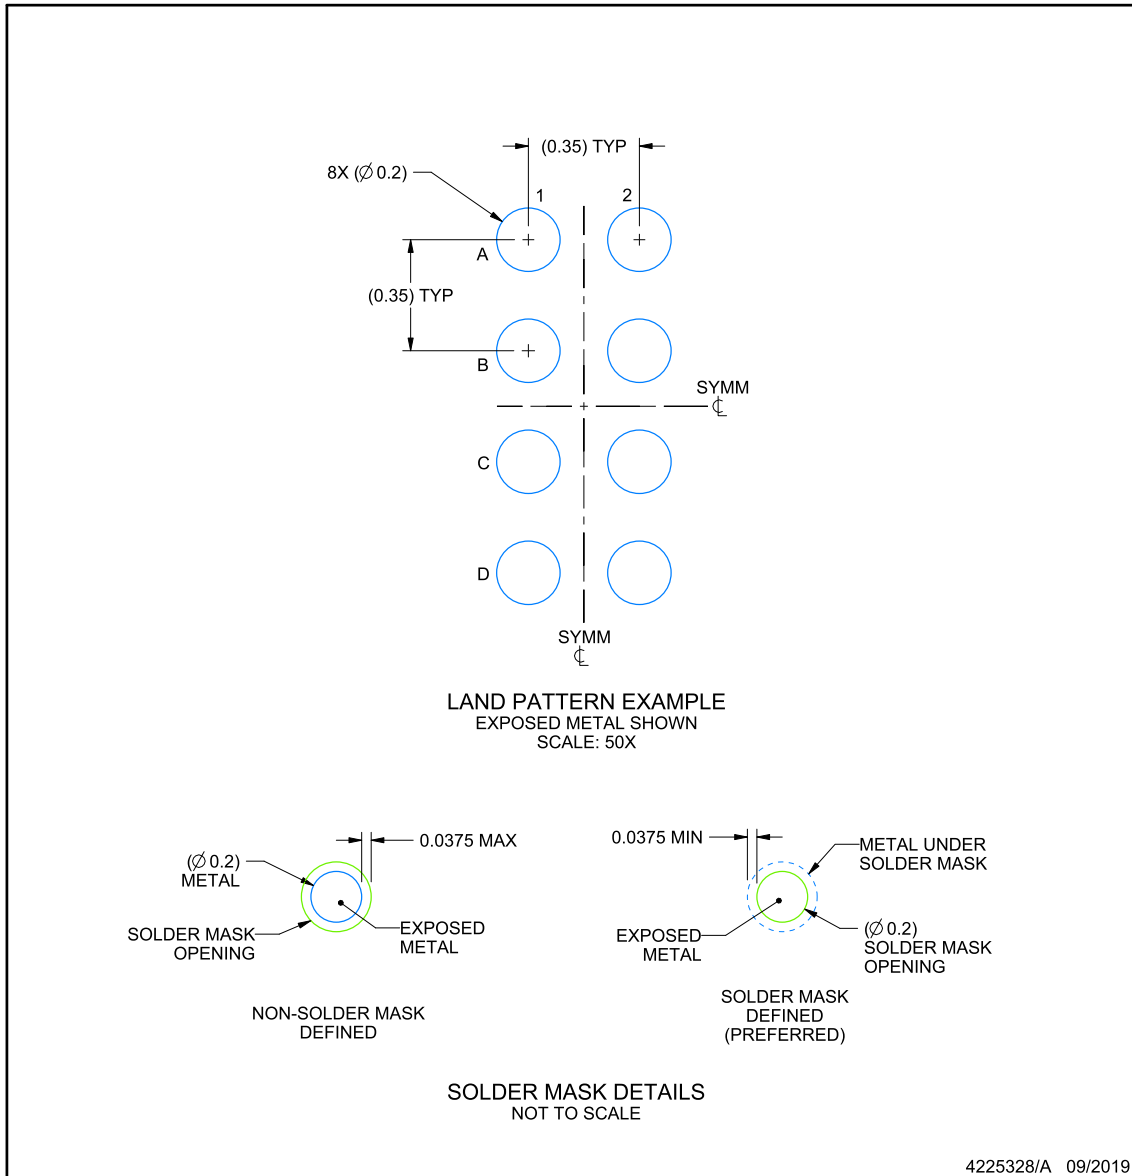 (0.35) TYP
8X (∅ 0.2)
1
2
A
(0.35) TYP
B
SYMM
℄
C
D
SYMM
℄
LAND PATTERN EXAMPLE
EXPOSED METAL SHOWN
SCALE: 50X
0.0375 MAX
(∅ 0.2)
METAL
SOLDER MASK
OPENING
EXPOSED
METAL
NON-SOLDER MASK
DEFINED
0.0375 MIN
METAL UNDER
SOLDER MASK
EXPOSED
METAL
(∅ 0.2)
SOLDER MASK
OPENING
SOLDER MASK
DEFINED
(PREFERRED)
SOLDER MASK DETAILS
NOT TO SCALE
4225328/A 09/2019